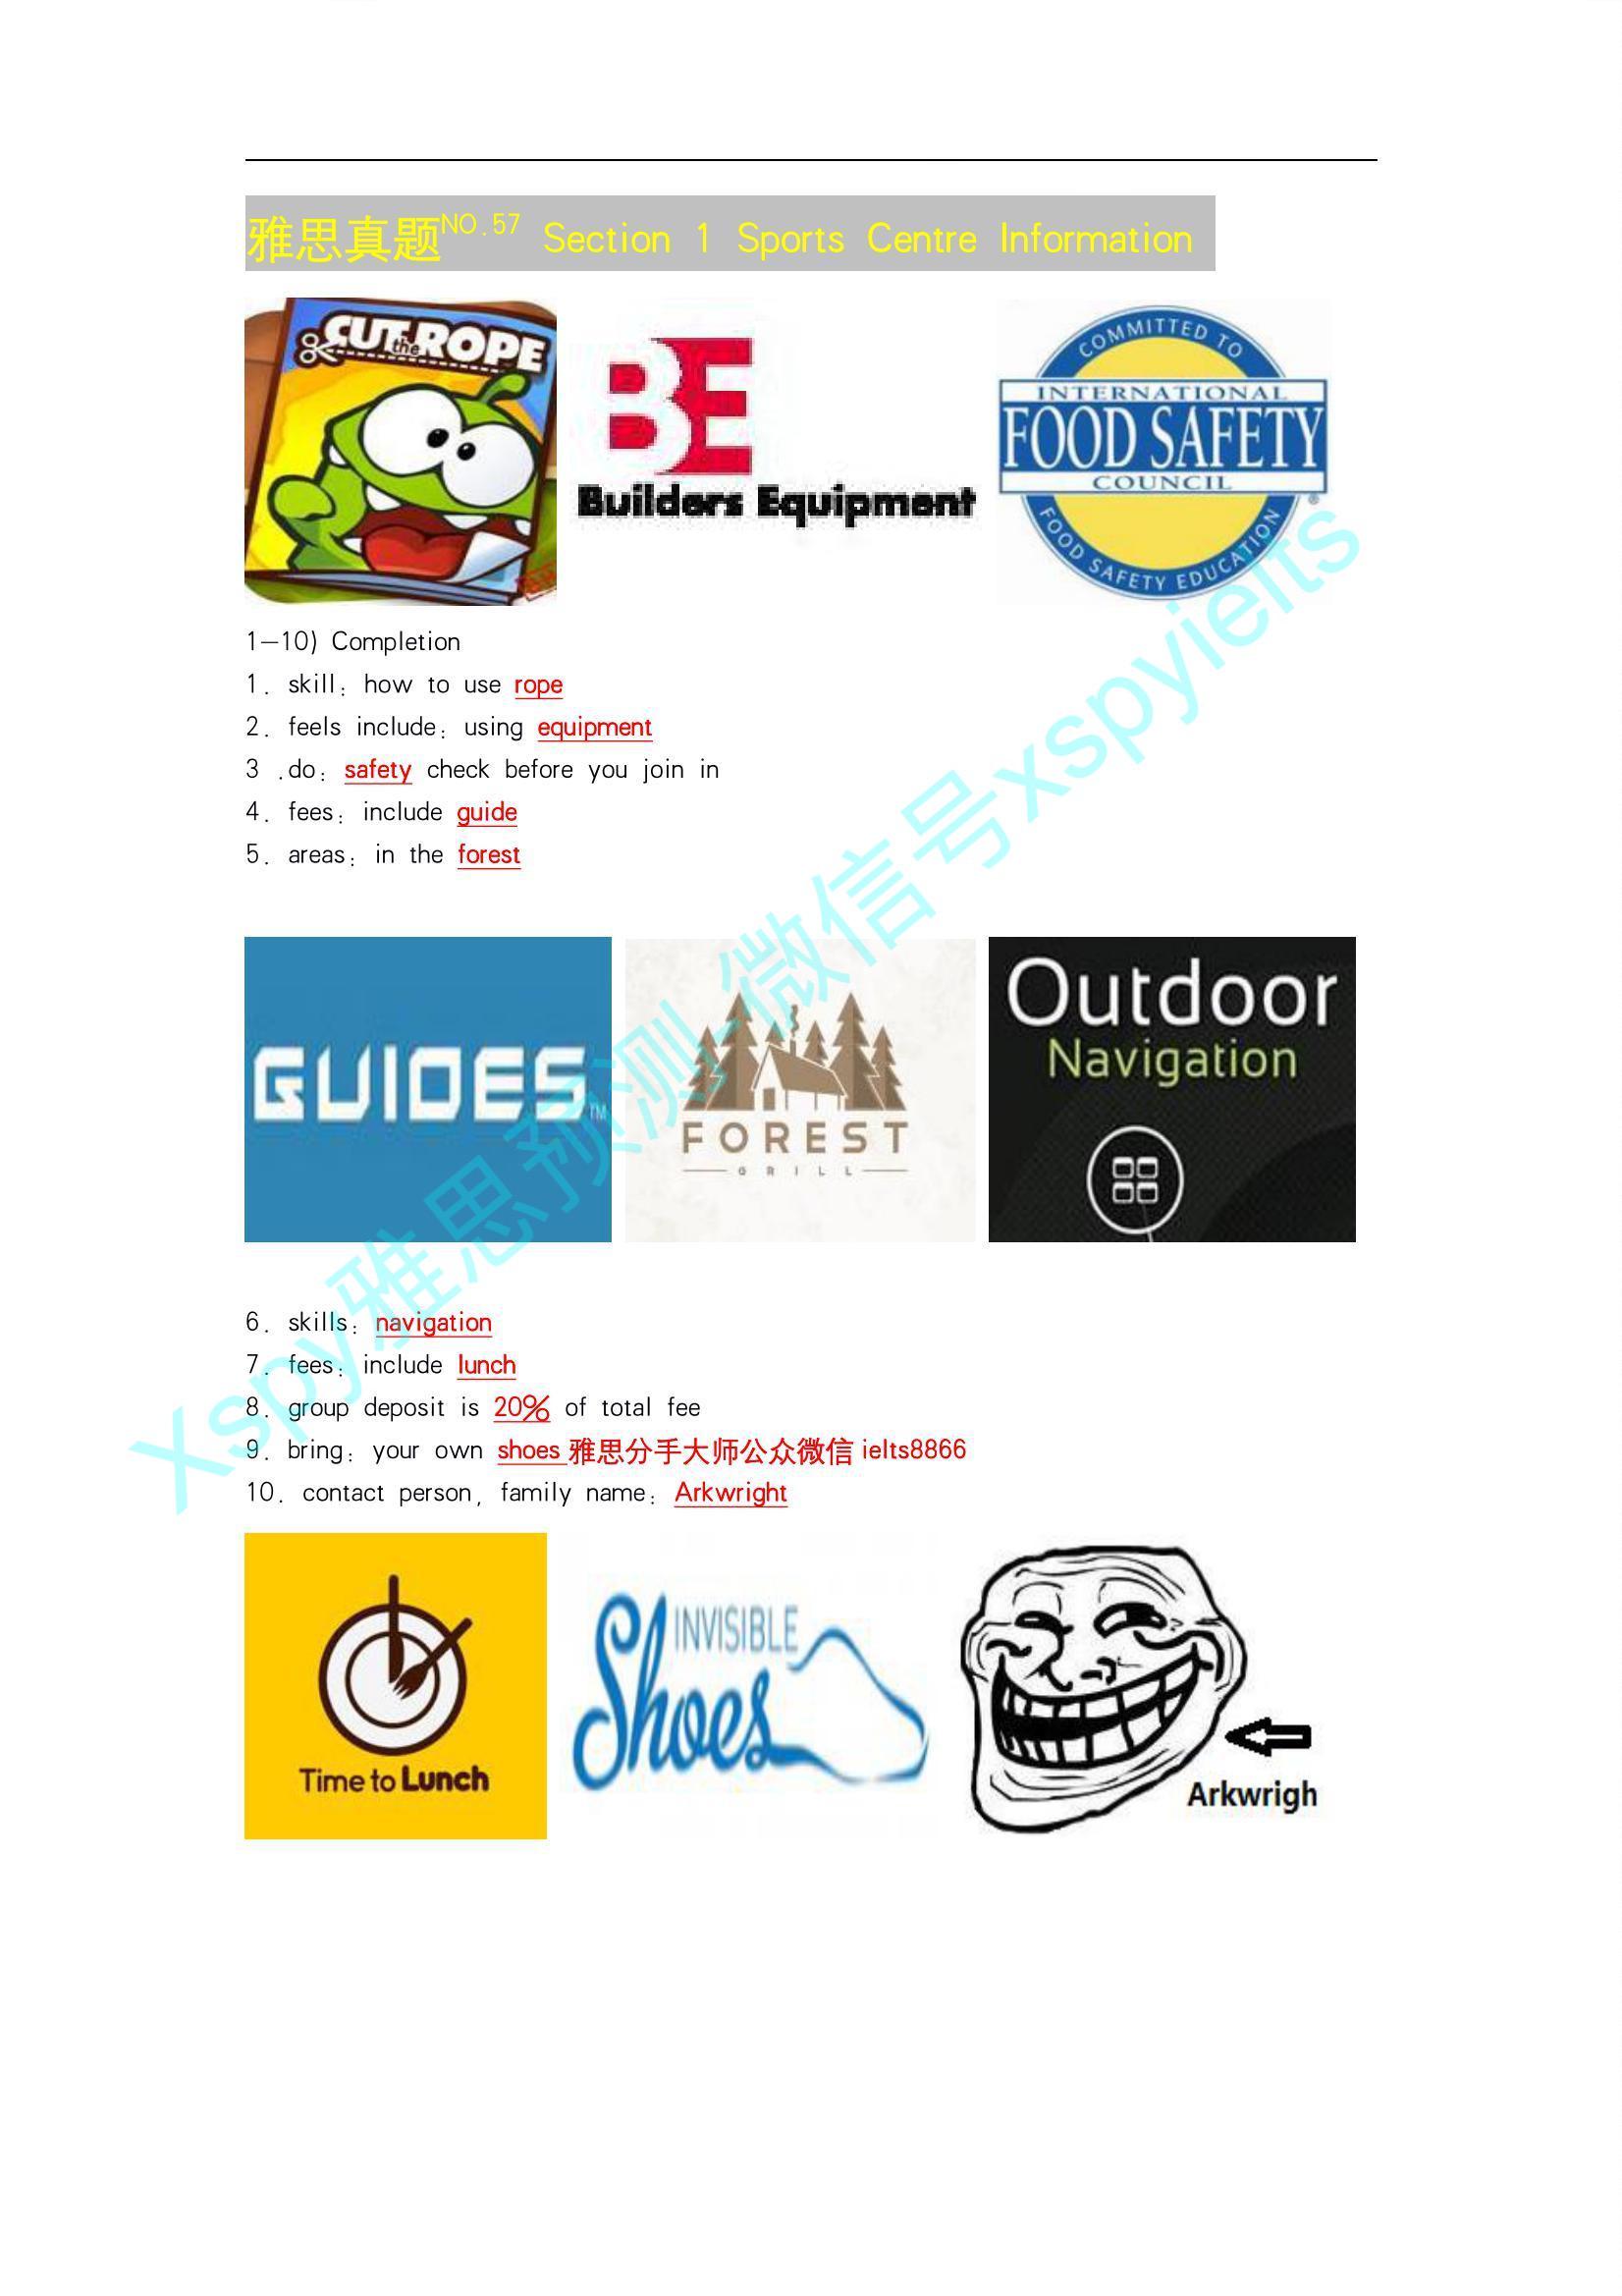 雅思真题NO.57 Section 1 Sports Centre Information
CUT the ROPE
BE
Builders Equipment
COMMITTED TO
INTERNATIONAL
FOOD SAFETY
COUNCIL
®
FOOD SAFETY EDUCATION
1-10) Completion
1. skill: how to use rope
2. feels include: using equipment
3 .do: safety check before you join in
4. fees: include guide
5. areas: in the forest
GUIDES TM
FOREST
GRILL
Outdoor
Navigation
6. skills: navigation
7. fees: include lunch
8. group deposit is 20% of total fee
9. bring: your own shoes 雅思分手大师公众微信 ielts8866
10. contact person, family name: Arkwright
Time to Lunch
INVISIBLE
Shoes
Arkwrigh
Xspy雅思预测-微信号xspyielts